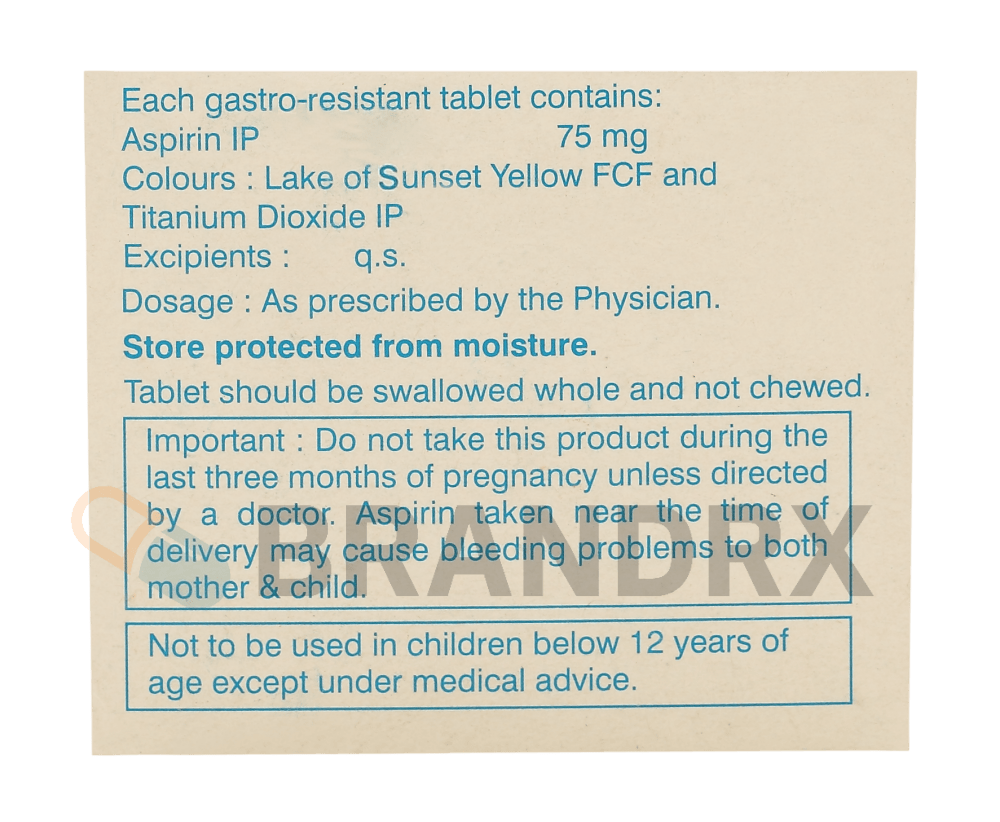 Each gastro-resistant tablet contains:
Aspirin IP 75 mg
Colours : Lake of Sunset Yellow FCF and
Titanium Dioxide IP
Excipients : q.s.
Dosage : As prescribed by the Physician.
Store protected from moisture.
Tablet should be swallowed whole and not chewed.
Important : Do not take this product during the
last three months of pregnancy unless directed
by a doctor. Aspirin taken near the time of
delivery may cause bleeding problems to both
mother & child.
BRANDRX
Not to be used in children below 12 years of
age except under medical advice.